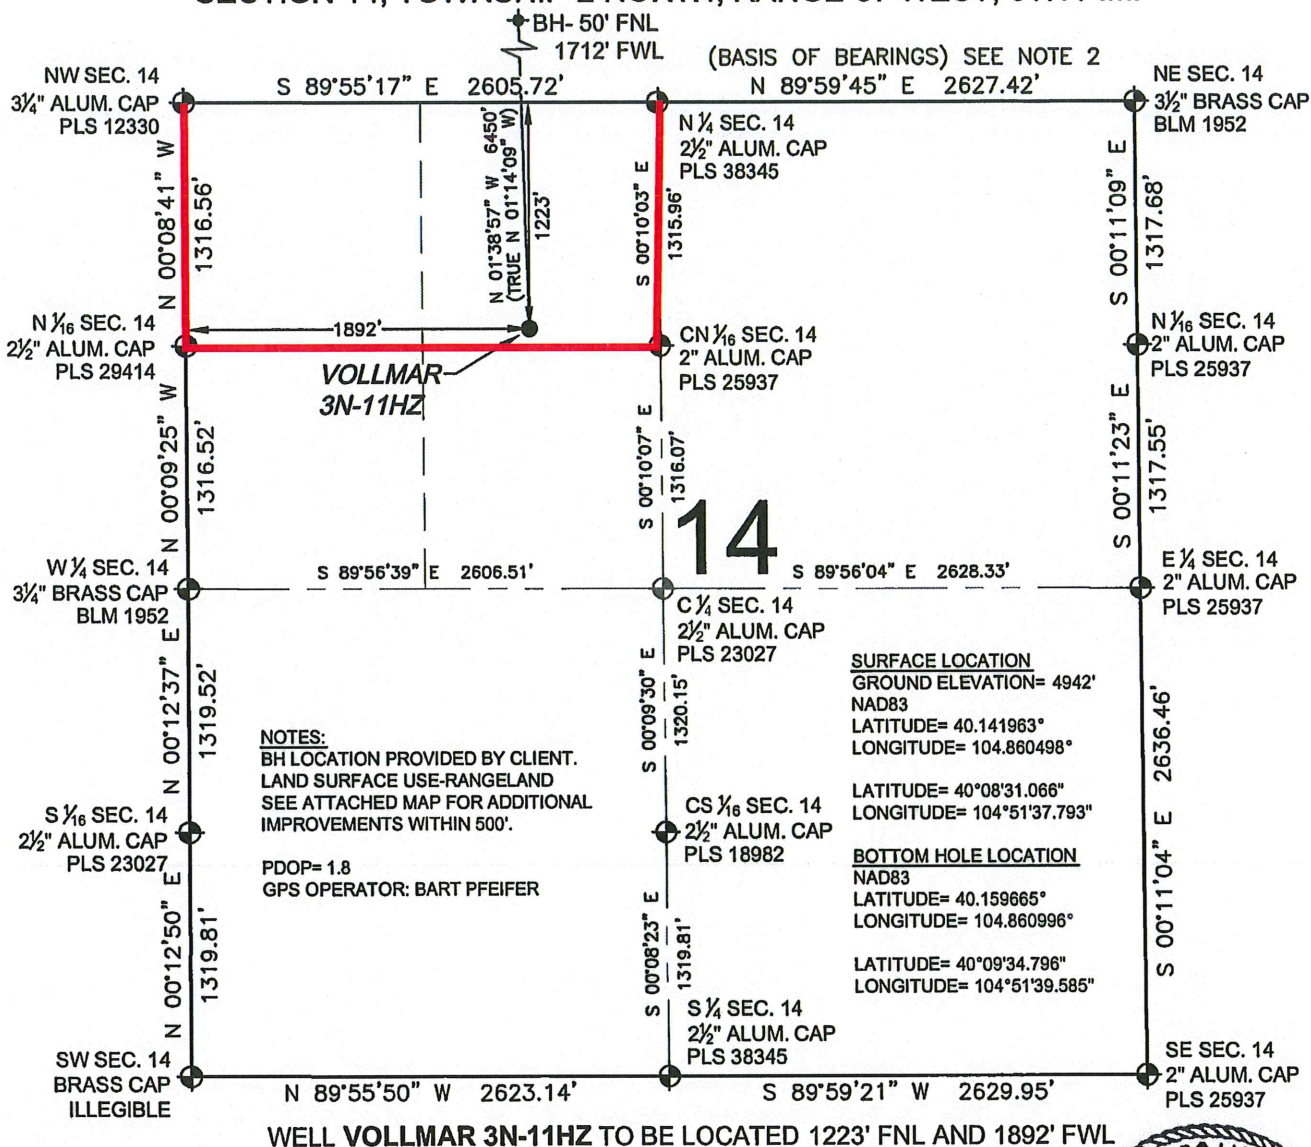 BH- 50' FNL
1712' FWL
(BASIS OF BEARINGS) SEE NOTE 2
S 89°55'17" E 2605.72'
N 89°59'45" E 2627.42'
NW SEC. 14
3¼" ALUM. CAP
PLS 12330
N ¼ SEC. 14
2½" ALUM. CAP
PLS 38345
NE SEC. 14
3½" BRASS CAP
BLM 1952
N 00°08'41" W
1316.56'
N 01°38'57" W 6450'
(TRUE N 01°14'09" W)
1223'
S 00°10'03" E
1315.96'
S 00°11'09" E
1317.68'
1892'
N 1⁄16 SEC. 14
2½" ALUM. CAP
PLS 29414
VOLLMAR
3N-11HZ
CN 1⁄16 SEC. 14
2" ALUM. CAP
PLS 25937
N 1⁄16 SEC. 14
2" ALUM. CAP
PLS 25937
N 00°09'25" W
1316.52'
S 00°10'07" E
1316.07'
S 00°11'23" E
1317.55'
14
W ¼ SEC. 14
3¼" BRASS CAP
BLM 1952
S 89°56'39" E 2606.51'
S 89°56'04" E 2628.33'
C ¼ SEC. 14
2½" ALUM. CAP
PLS 23027
E ¼ SEC. 14
2" ALUM. CAP
PLS 25937
N 00°12'37" E
1319.52'
NOTES:
BH LOCATION PROVIDED BY CLIENT.
LAND SURFACE USE-RANGELAND
SEE ATTACHED MAP FOR ADDITIONAL
IMPROVEMENTS WITHIN 500'.
PDOP= 1.8
GPS OPERATOR: BART PFEIFER
S 00°09'30" E
1320.15'
SURFACE LOCATION
GROUND ELEVATION= 4942'
NAD83
LATITUDE= 40.141963°
LONGITUDE= 104.860498°
LATITUDE= 40°08'31.066"
LONGITUDE= 104°51'37.793"
BOTTOM HOLE LOCATION
NAD83
LATITUDE= 40.159665°
LONGITUDE= 104.860996°
LATITUDE= 40°09'34.796"
LONGITUDE= 104°51'39.585"
S 00°11'04" E 2636.46'
S 1⁄16 SEC. 14
2½" ALUM. CAP
PLS 23027
CS 1⁄16 SEC. 14
2½" ALUM. CAP
PLS 18982
N 00°12'50" E
1319.81'
S 00°08'23" E
1319.81'
SW SEC. 14
BRASS CAP
ILLEGIBLE
S ¼ SEC. 14
2½" ALUM. CAP
PLS 38345
SE SEC. 14
2" ALUM. CAP
PLS 25937
N 89°55'50" W 2623.14'
S 89°59'21" W 2629.95'
WELL VOLLMAR 3N-11HZ TO BE LOCATED 1223' FNL AND 1892' FWL